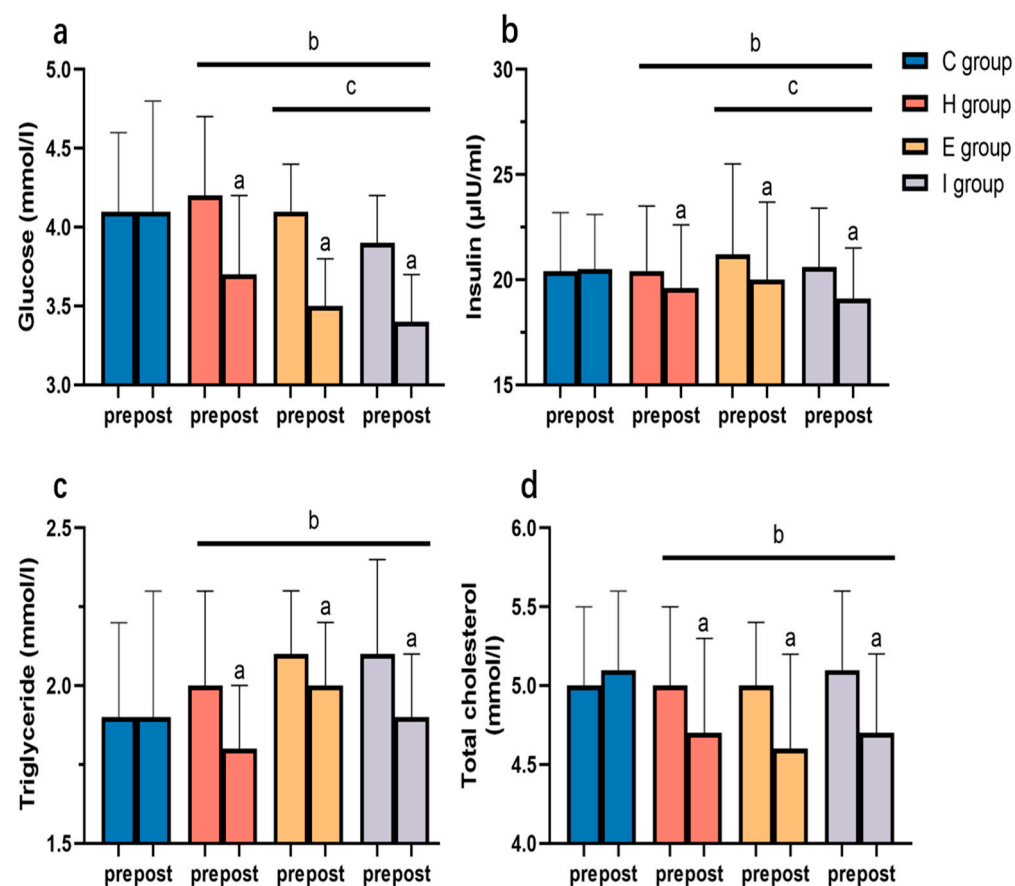 a
b
c
Glucose (mmol/l)
5.0
4.5
4.0
3.5
3.0
a
a
a
prepost prepost prepost prepost
b
b
c
Insulin (µIU/ml)
30
25
20
15
a
a
a
prepost prepost prepost prepost
C group
H group
E group
I group
c
b
Triglyceride (mmol/l)
2.5
2.0
1.5
a
a
a
prepost prepost prepost prepost
d
b
Total cholesterol
(mmol/l)
6.0
5.5
5.0
4.5
4.0
a
a
a
prepost prepost prepost prepost